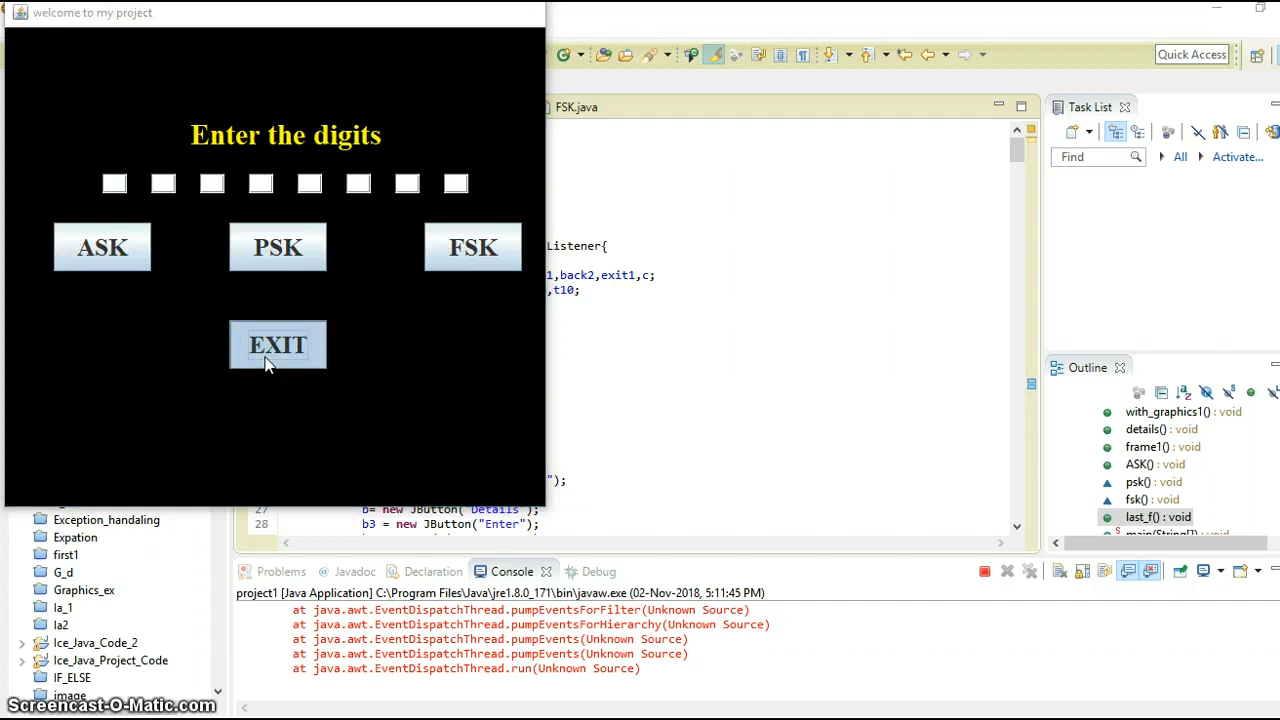 welcome to my project
Enter the digits
ASK PSK FSK
EXIT
Quick Access
FSK.java
Listener{
1,back2,exit1,c;
,t10;
");
27 b= new JButton("Details");
28 b3 = new JButton("Enter");
Task List
Find All Activate...
Outline
with_graphics1() : void
details() : void
frame1() : void
ASK() : void
psk() : void
fsk() : void
last_f() : void
main(String[]) : void
Exception_handaling
Expation
first1
G_d
Graphics_ex
Ia_1
Ia2
Ice_Java_Code_2
Ice_Java_Project_Code
IF_ELSE
image
Problems Javadoc Declaration Console Debug
project1 [Java Application] C:\Program Files\Java\jre1.8.0_171\bin\javaw.exe (02-Nov-2018, 5:11:45 PM)
at java.awt.EventDispatchThread.pumpEventsForFilter(Unknown Source)
at java.awt.EventDispatchThread.pumpEventsForHierarchy(Unknown Source)
at java.awt.EventDispatchThread.pumpEvents(Unknown Source)
at java.awt.EventDispatchThread.pumpEvents(Unknown Source)
at java.awt.EventDispatchThread.run(Unknown Source)
Screencast-O-Matic.com